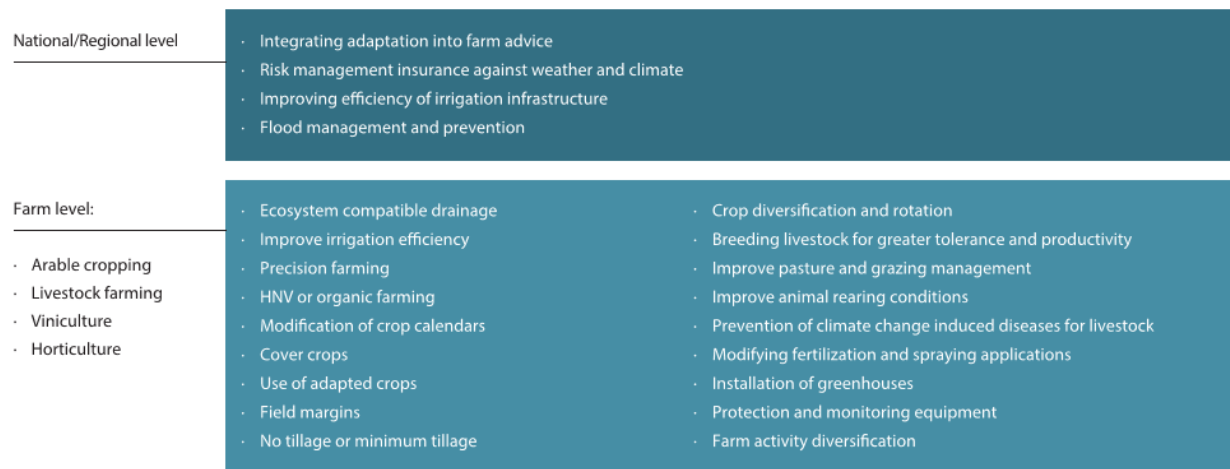 National/Regional level
· Integrating adaptation into farm advice
· Risk management insurance against weather and climate
· Improving efficiency of irrigation infrastructure
· Flood management and prevention
Farm level:
· Arable cropping
· Livestock farming
· Viniculture
· Horticulture
· Ecosystem compatible drainage
· Improve irrigation efficiency
· Precision farming
· HNV or organic farming
· Modification of crop calendars
· Cover crops
· Use of adapted crops
· Field margins
· No tillage or minimum tillage
· Crop diversification and rotation
· Breeding livestock for greater tolerance and productivity
· Improve pasture and grazing management
· Improve animal rearing conditions
· Prevention of climate change induced diseases for livestock
· Modifying fertilization and spraying applications
· Installation of greenhouses
· Protection and monitoring equipment
· Farm activity diversification